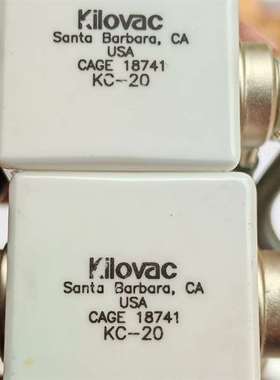 Kilovac
Santa Barbara, CA
USA
CAGE 18741
KC-20
Kilovac
Santa Barbara, CA
USA
CAGE 18741
KC-20